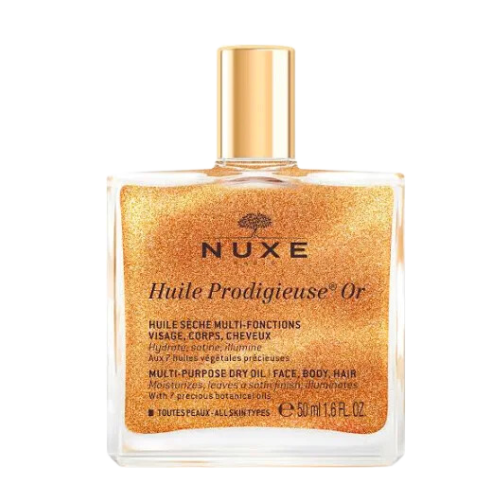 NUXE
Huile Prodigieuse® Or
HUILE SÈCHE MULTI-FONCTIONS
VISAGE, CORPS, CHEVEUX
Hydrate, satine, illumine
Aux 7 huiles végétales précieuses
MULTI-PURPOSE DRY OIL | FACE, BODY, HAIR
Moisturizes, leaves a satin finish, illuminates
With 7 precious botanical oils
TOUTES PEAUX - ALL SKIN TYPES ℮ 50 ml 1.6 FL. OZ.